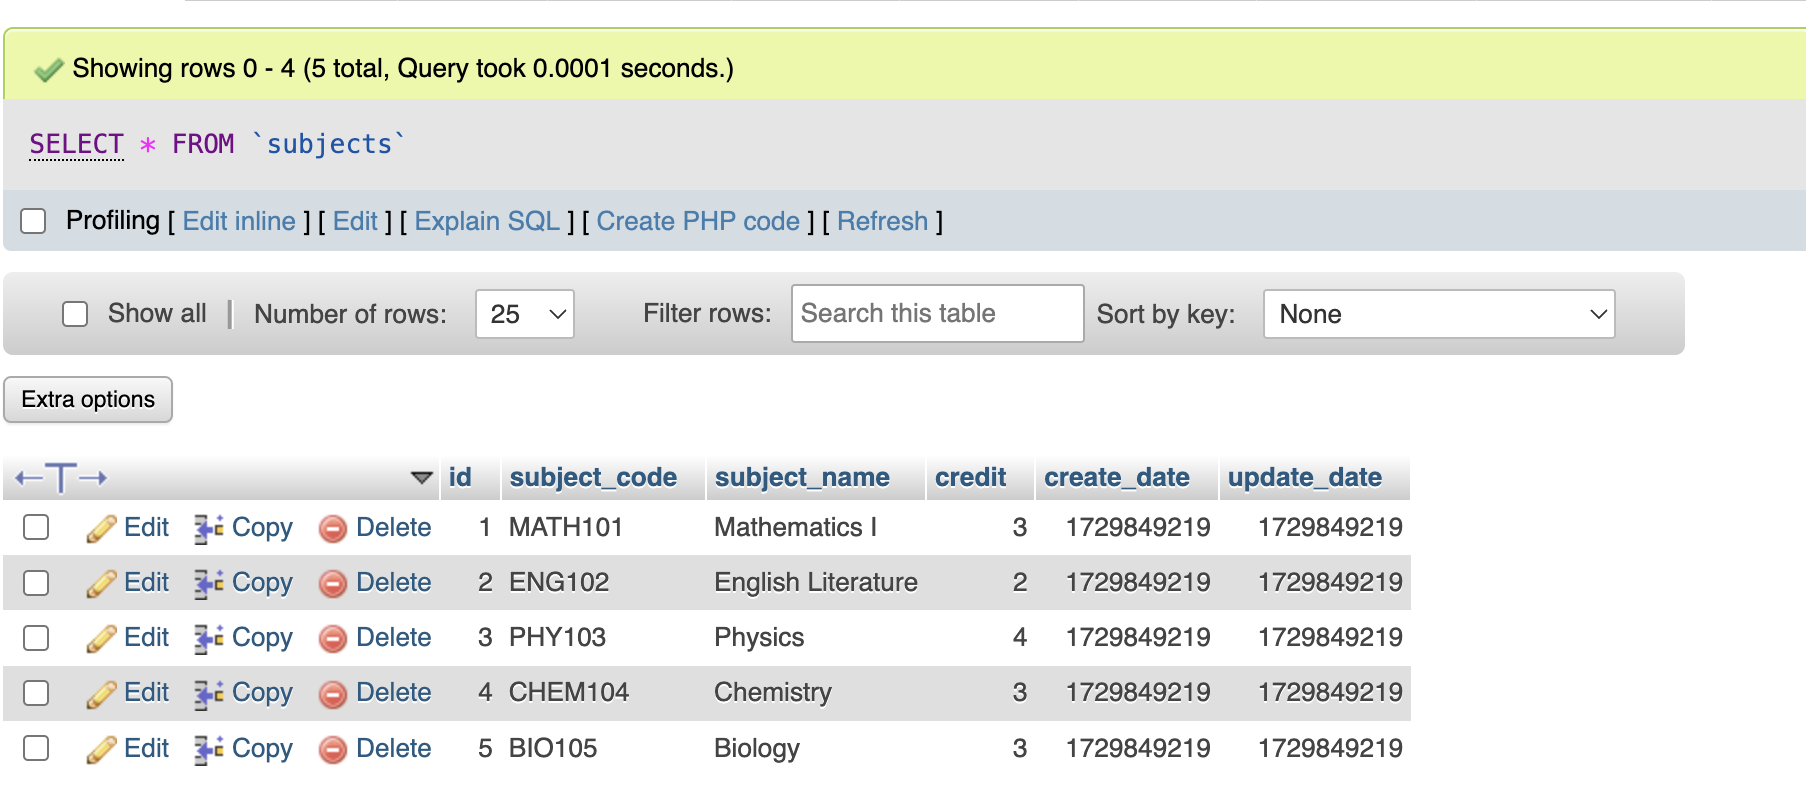 Showing rows 0 - 4 (5 total, Query took 0.0001 seconds.)
SELECT * FROM `subjects`
Profiling [ Edit inline ] [ Edit ] [ Explain SQL ] [ Create PHP code ] [ Refresh ]
Show all | Number of rows: 25 Filter rows: Search this table Sort by key: None
Extra options
←T→ id subject_code subject_name credit create_date update_date
Edit Copy Delete 1 MATH101 Mathematics I 3 1729849219 1729849219
Edit Copy Delete 2 ENG102 English Literature 2 1729849219 1729849219
Edit Copy Delete 3 PHY103 Physics 4 1729849219 1729849219
Edit Copy Delete 4 CHEM104 Chemistry 3 1729849219 1729849219
Edit Copy Delete 5 BIO105 Biology 3 1729849219 1729849219